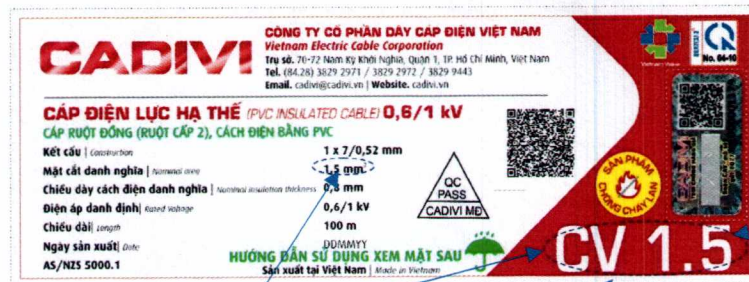 CADIVI
CÔNG TY CỔ PHẦN DÂY CÁP ĐIỆN VIỆT NAM
Vietnam Electric Cable Corporation
Trụ sở. 70-72 Nam Kỳ Khởi Nghĩa, Quận 1, TP. Hồ Chí Minh, Việt Nam
Tel. (84.28) 3829 2971 / 3829 2972 / 3829 9443
Email. cadivi@cadivi.vn | Website. cadivi.vn
No. 04-10
CÁP ĐIỆN LỰC HẠ THẾ (PVC INSULATED CABLE) 0,6/1 kV
CÁP RUỘT ĐỒNG (RUỘT CẤP 2), CÁCH ĐIỆN BẰNG PVC
Kết cấu | Construction 1 x 7/0,52 mm
Mặt cắt danh nghĩa | Nominal area 1,5 mm
Chiều dày cách điện danh nghĩa | Nominal insulation thickness 0,8 mm
Điện áp danh định | Rated Voltage 0,6/1 kV
Chiều dài | Length 100 m
Ngày sản xuất | Date DDMMYY
AS/NZS 5000.1
QC
PASS
CADIVI MĐ
SẢN PHẨM
CHỐNG CHÁY LAN
HƯỚNG DẪN SỬ DỤNG XEM MẶT SAU
Sản xuất tại Việt Nam | Made in Vietnam
CV 1.5